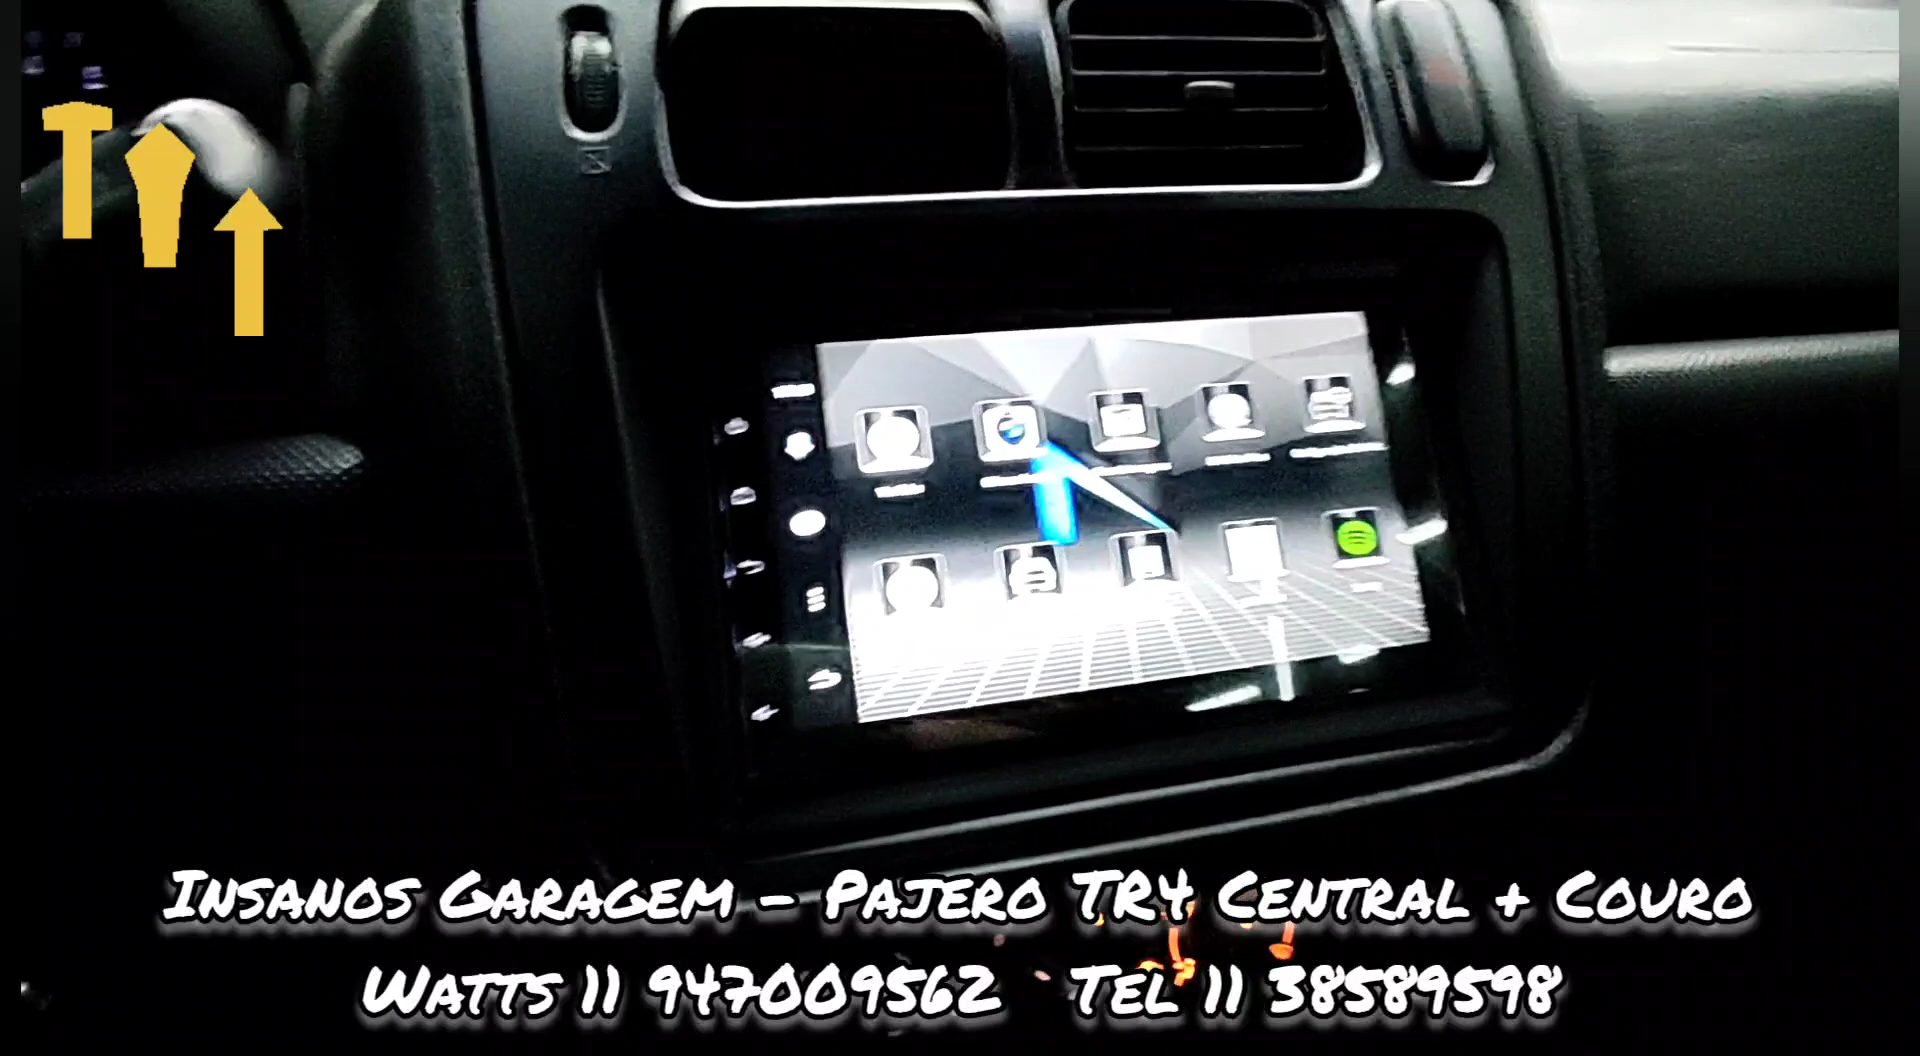 Insanos Garagem - Pajero TR4 Central + Couro
Watts 11 947009562 Tel 11 38589598